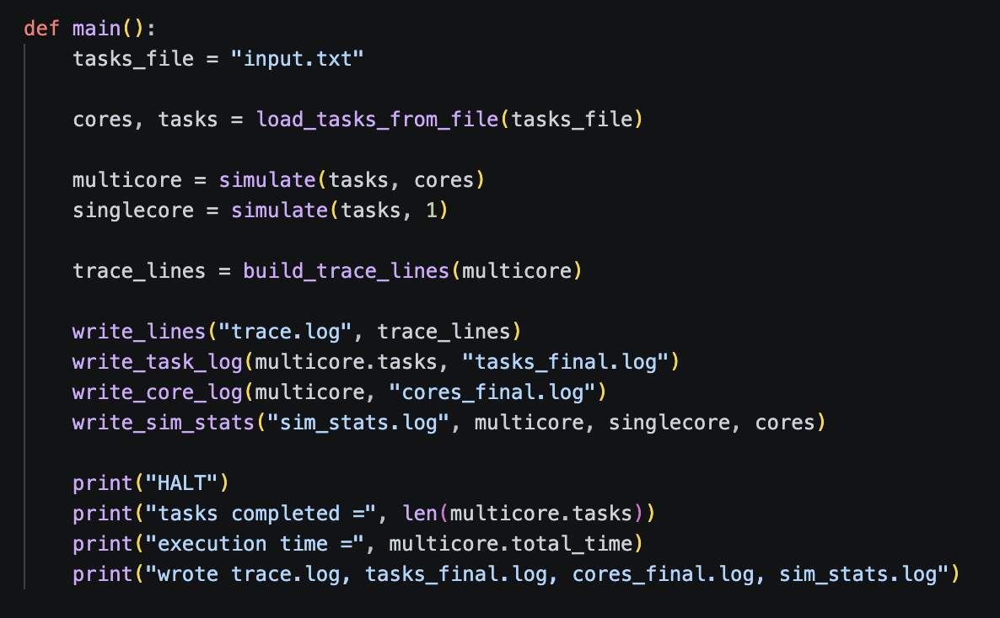 def main():
    tasks_file = "input.txt"
    cores, tasks = load_tasks_from_file(tasks_file)
    multicore = simulate(tasks, cores)
    singlecore = simulate(tasks, 1)
    trace_lines = build_trace_lines(multicore)
    write_lines("trace.log", trace_lines)
    write_task_log(multicore.tasks, "tasks_final.log")
    write_core_log(multicore, "cores_final.log")
    write_sim_stats("sim_stats.log", multicore, singlecore, cores)
    print("HALT")
    print("tasks completed =", len(multicore.tasks))
    print("execution time =", multicore.total_time)
    print("wrote trace.log, tasks_final.log, cores_final.log, sim_stats.log")